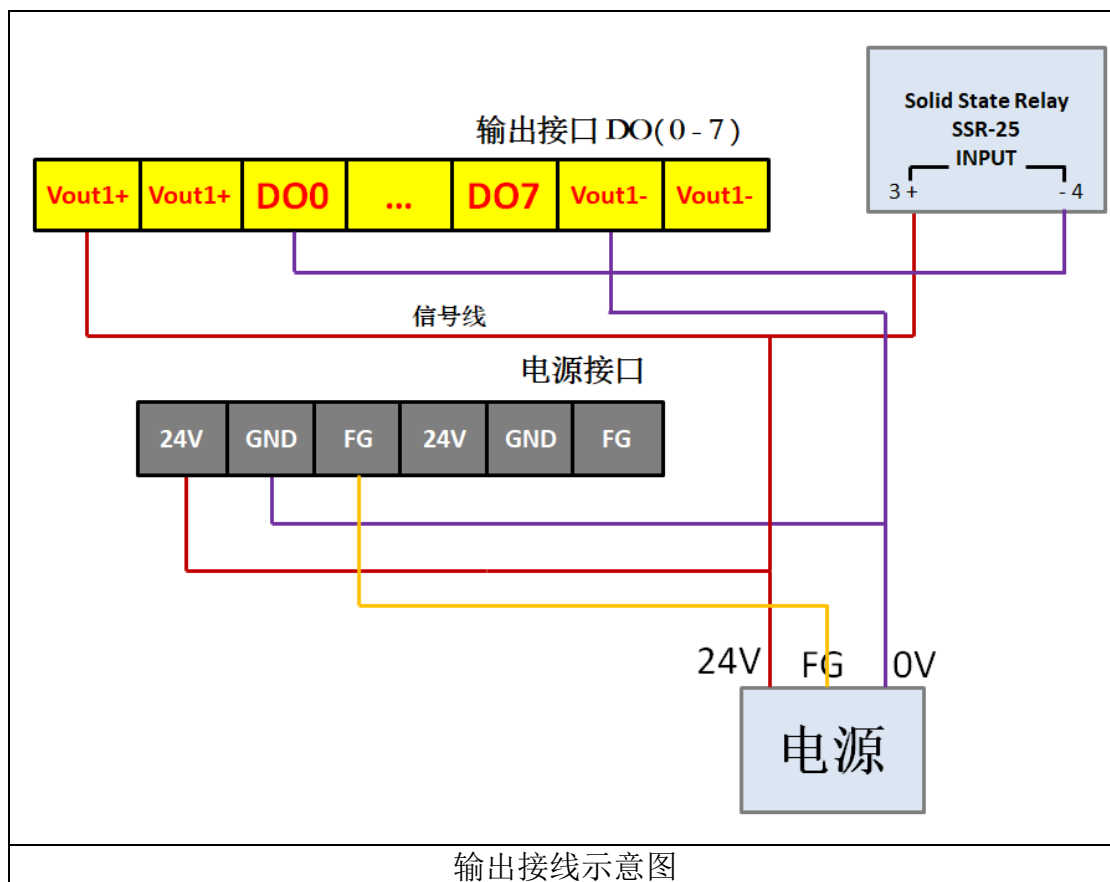 Solid State Relay
SSR-25
INPUT
3 + - 4
输出接口 DO(0-7)
Vout1+ Vout1+ DO0 ... DO7 Vout1- Vout1-
信号线
电源接口
24V GND FG 24V GND FG
24V FG 0V
电源
输出接线示意图